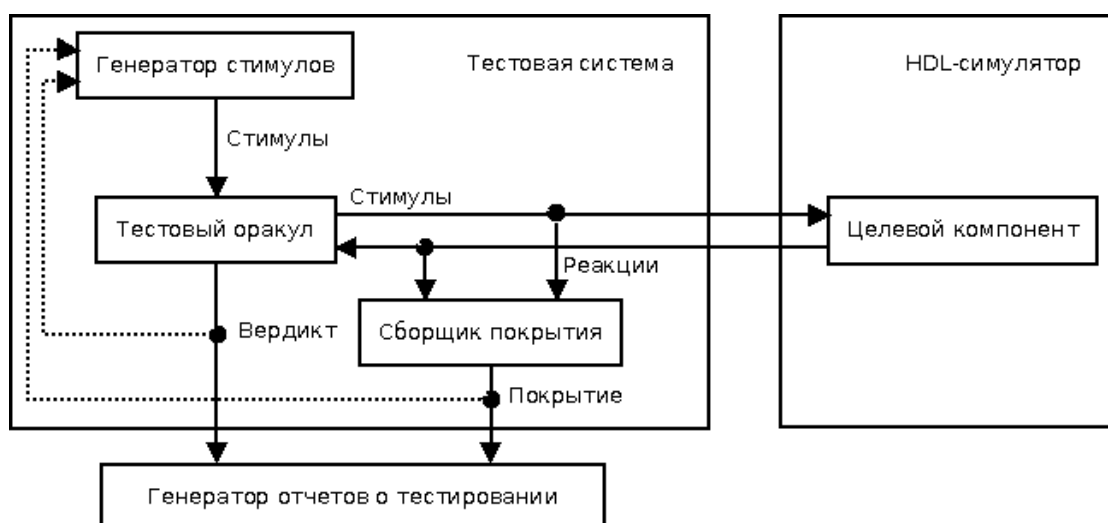 Генератор стимулов
Тестовая система
HDL-симулятор
Стимулы
Стимулы
Тестовый оракул
Целевой компонент
Реакции
Вердикт
Сборщик покрытия
Покрытие
Генератор отчетов о тестировании